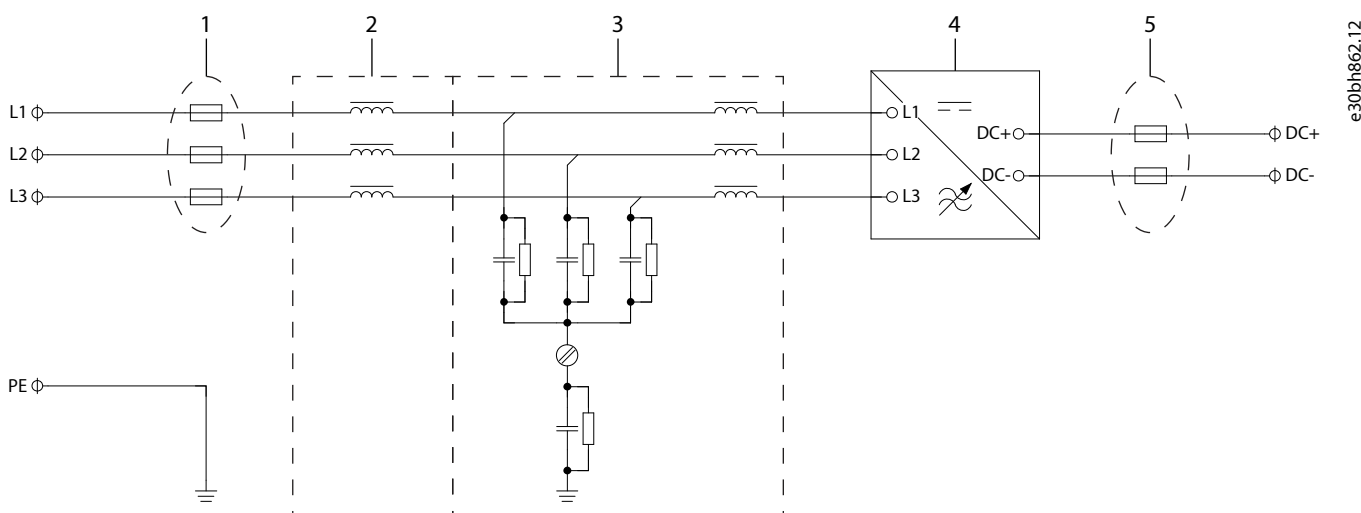 1 2 3 4 5
e30bh862.12
L1 L1
DC+ DC+
L2 L2
DC- DC-
L3 L3
PE